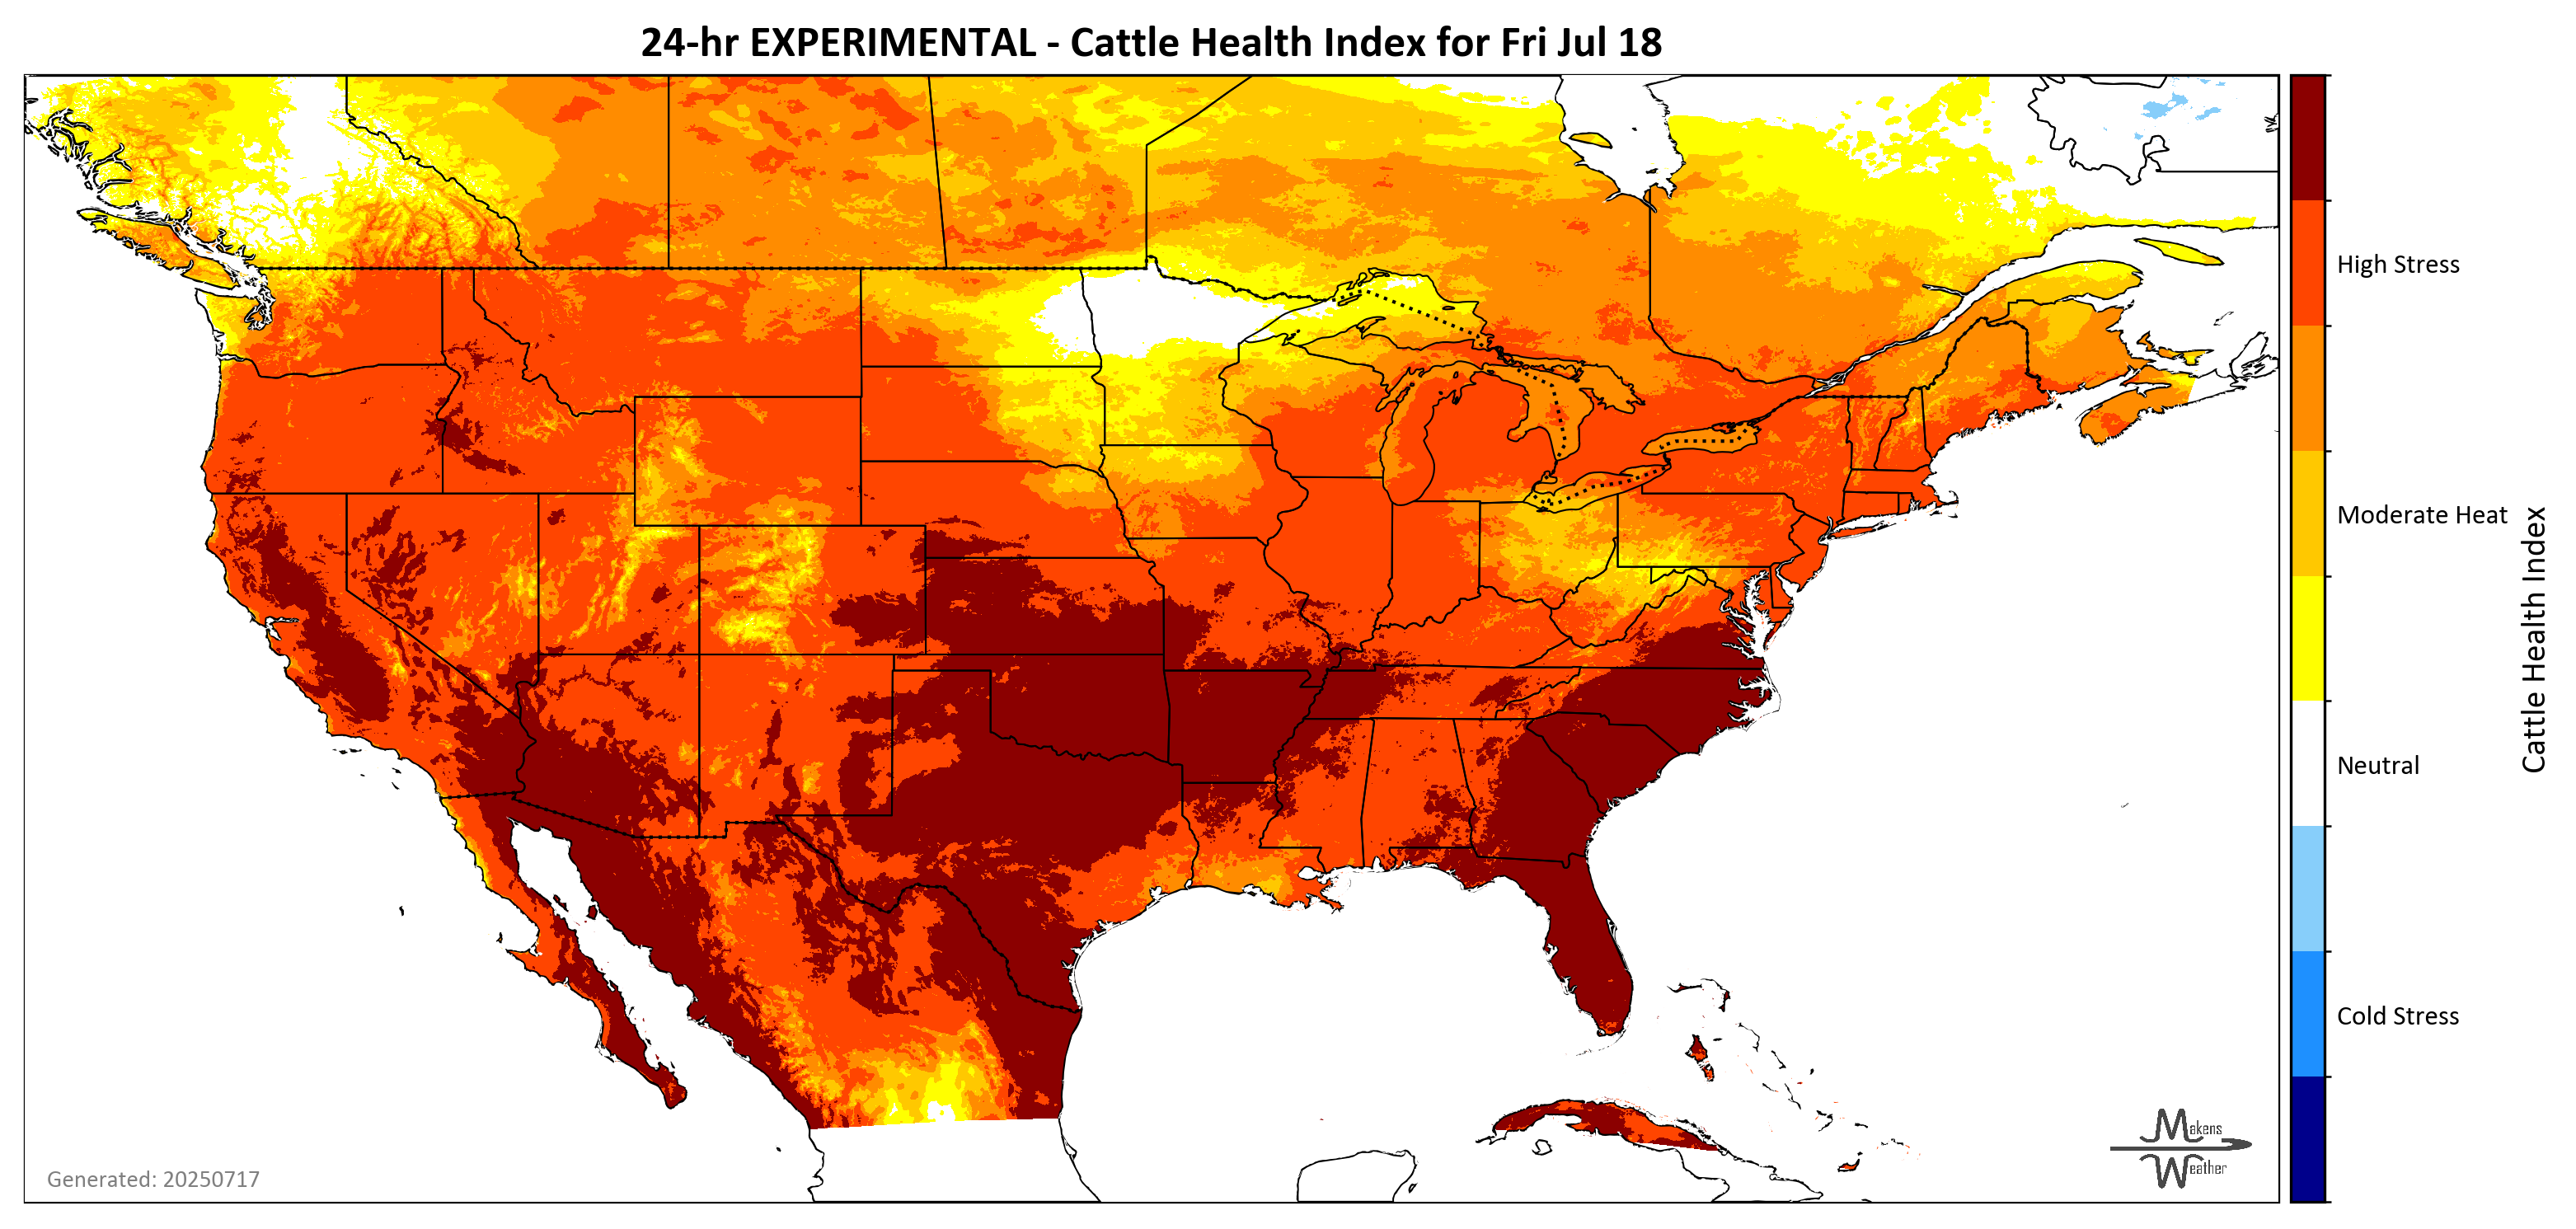 24-hr EXPERIMENTAL - Cattle Health Index for Fri Jul 18
High Stress
Moderate Heat
Neutral
Cold Stress
Cattle Health Index
Generated: 20250717
Makens
Weather